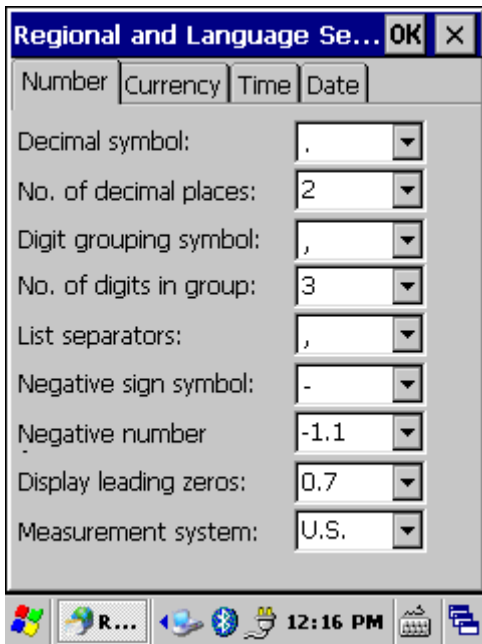 Regional and Language Se... OK ×
Number Currency Time Date
Decimal symbol: .
No. of decimal places: 2
Digit grouping symbol: ,
No. of digits in group: 3
List separators: ,
Negative sign symbol: -
Negative number -1.1
Display leading zeros: 0.7
Measurement system: U.S.
R... 12:16 PM